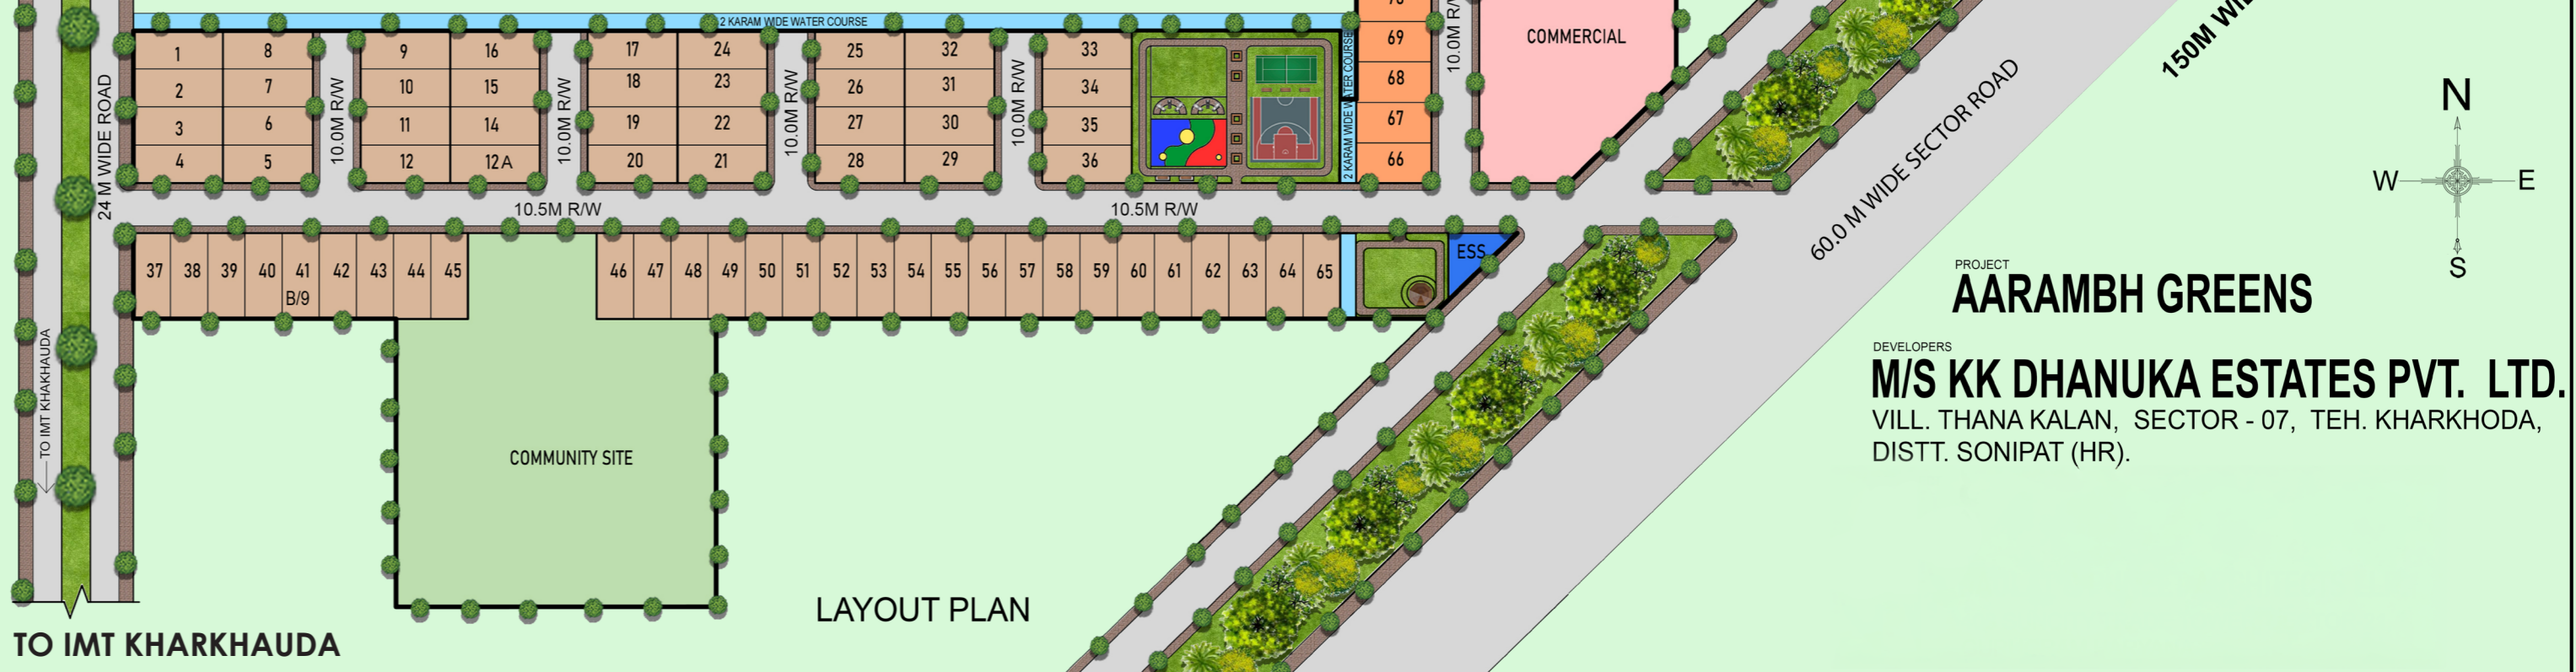 2 KARAM WIDE WATER COURSE
1 8 9 16 17 24 25 32 33
2 7 10 15 18 23 26 31 34
3 6 11 14 19 22 27 30 35
4 5 12 12A 20 21 28 29 36
24 M WIDE ROAD
10.0M R/W
10.0M R/W
10.0M R/W
10.0M R/W
2 KARAM WIDE WATER COURSE
2 KARAM WIDE WATER COURSE
69
68
67
66
10.0M R/W
COMMERCIAL
150M WIDE
60.0 M WIDE SECTOR ROAD
N
W E
S
10.5M R/W 10.5M R/W
37 38 39 40 41 42 43 44 45 46 47 48 49 50 51 52 53 54 55 56 57 58 59 60 61 62 63 64 65
B/9
ESS
PROJECT
AARAMBH GREENS
DEVELOPERS
M/S KK DHANUKA ESTATES PVT. LTD.
VILL. THANA KALAN, SECTOR - 07, TEH. KHARKHODA,
DISTT. SONIPAT (HR).
TO IMT KHAKHAUDA
COMMUNITY SITE
LAYOUT PLAN
TO IMT KHARKHAUDA